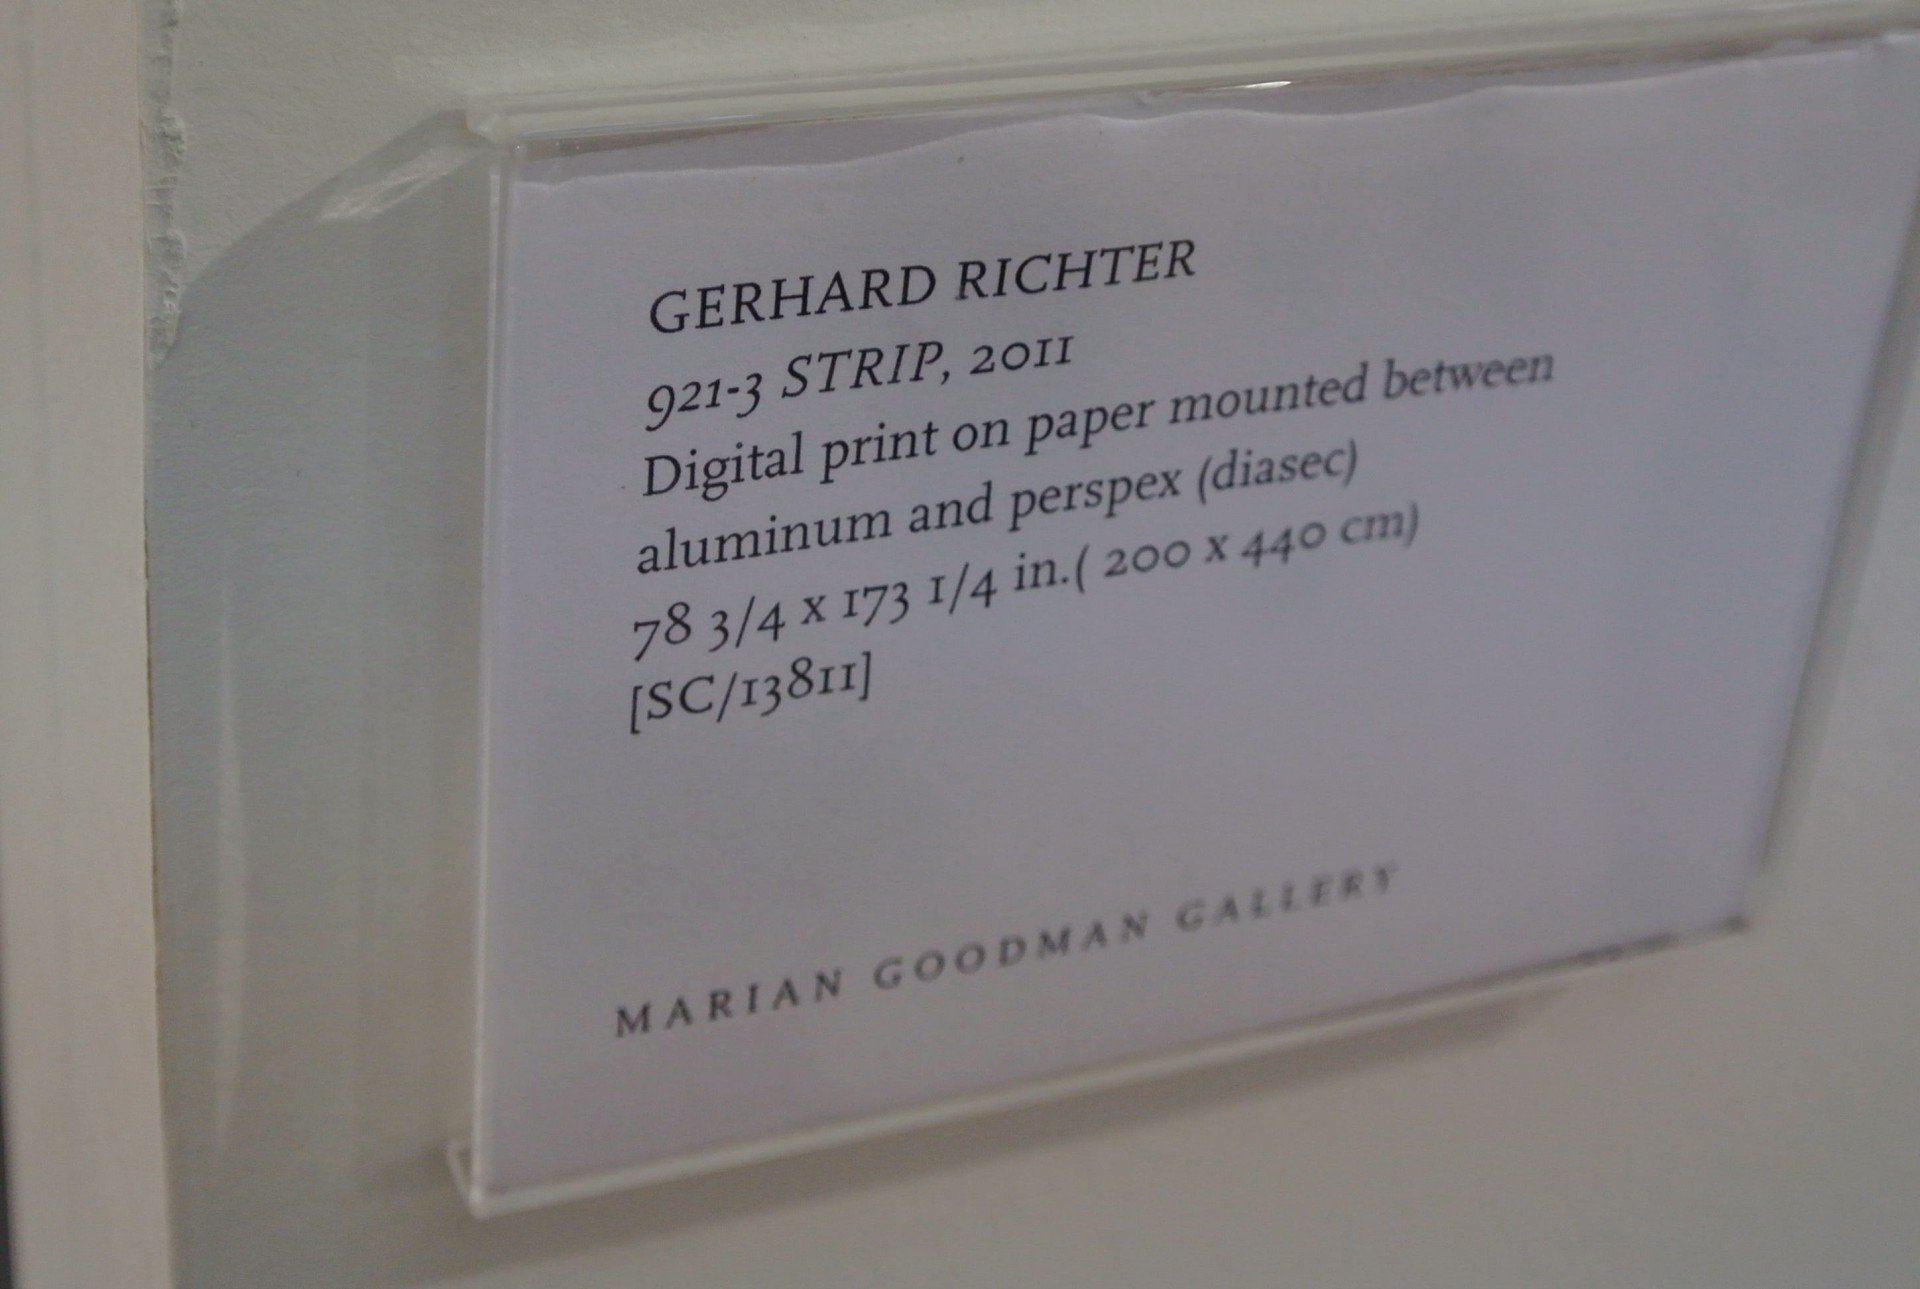 GERHARD RICHTER
921-3 STRIP, 2011
Digital print on paper mounted between
aluminum and perspex (diasec)
78 3/4 x 173 1/4 in.( 200 x 440 cm)
[SC/13811]
MARIAN GOODMAN GALLERY